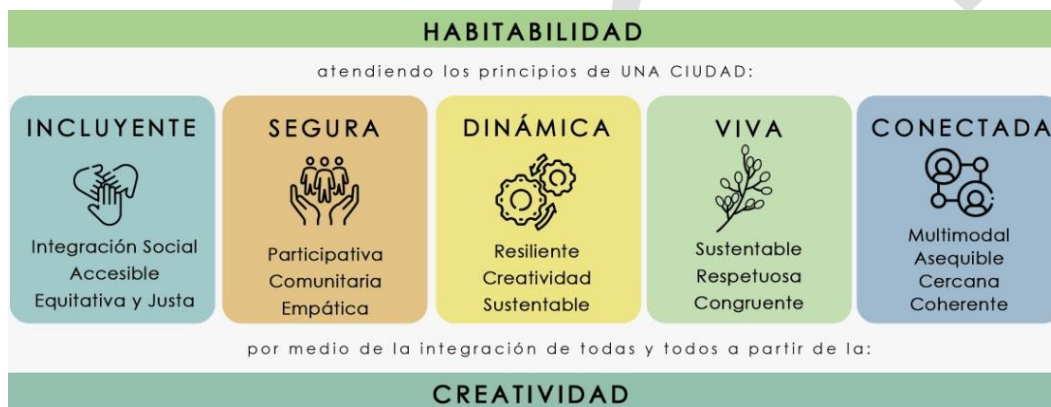 HABITABILIDAD
atendiendo los principios de UNA CIUDAD:
INCLUYENTE
Integración Social
Accesible
Equitativa y Justa
SEGURA
Participativa
Comunitaria
Empática
DINÁMICA
Resiliente
Creatividad
Sustentable
VIVA
Sustentable
Respetuosa
Congruente
CONECTADA
Multimodal
Asequible
Cercana
Coherente
por medio de la integración de todas y todos a partir de la:
CREATIVIDAD